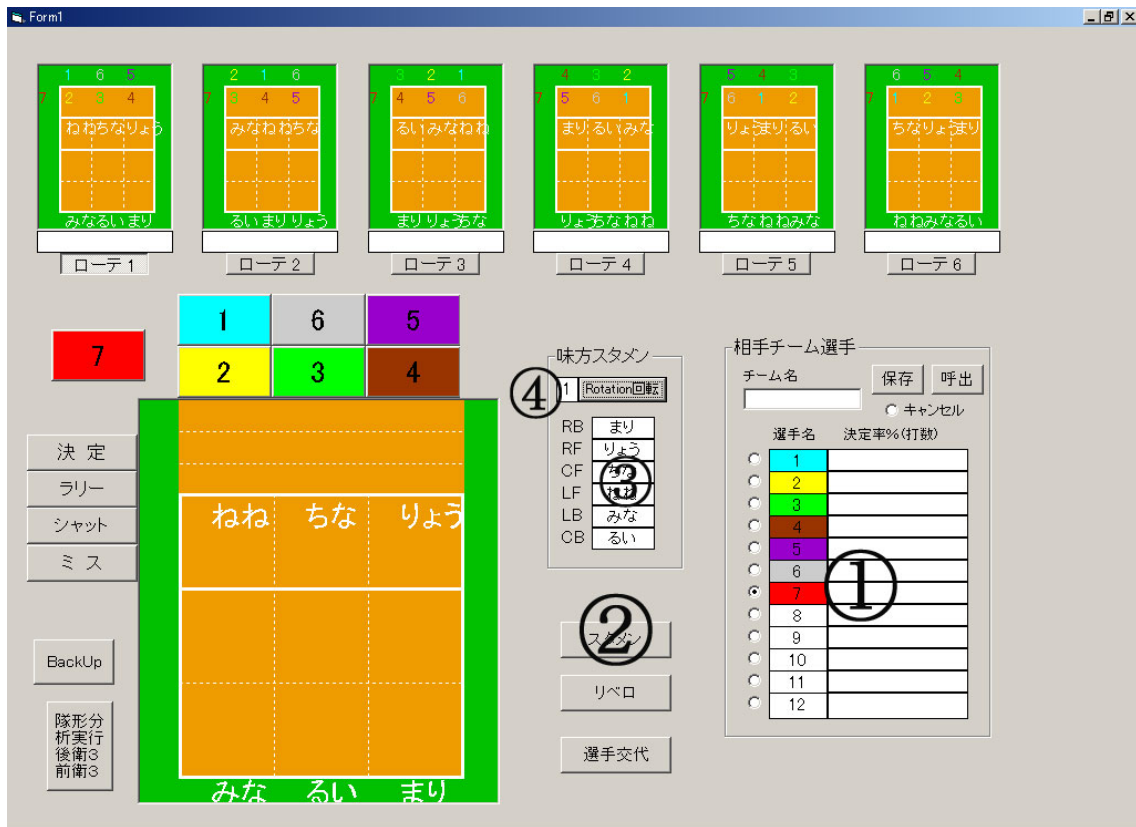 Form1
1 6 5
7 2 3 4
ねねちなりょう
みなるいまり
ローテ1
2 1 6
7 3 4 5
みなねねちな
るいまりりょう
ローテ2
3 2 1
7 4 5 6
るいみなねね
まりりょうちな
ローテ3
4 3 2
7 5 6 1
まりるいみな
りょうちなねね
ローテ4
5 4 3
7 6 1 2
りょうまりるい
ちなねねみな
ローテ5
6 5 4
7 1 2 3
ちなりょうまり
ねねみなるい
ローテ6
7
1 6 5
2 3 4
決 定
ラリー
シャット
ミ ス
BackUp
隊形分
析実行
後衛3
前衛3
ねね ちな りょう
みな るい まり
味方スタメン
④ 1 Rotation回転
RB まり
RF りょう
CF ちな
③
LF ねね
LB みな
CB るい
②
スタメン
リベロ
選手交代
相手チーム選手
チーム名
保存 呼出
キャンセル
選手名 決定率%(打数)
1
2
3
4
5
6
7
①
8
9
10
11
12